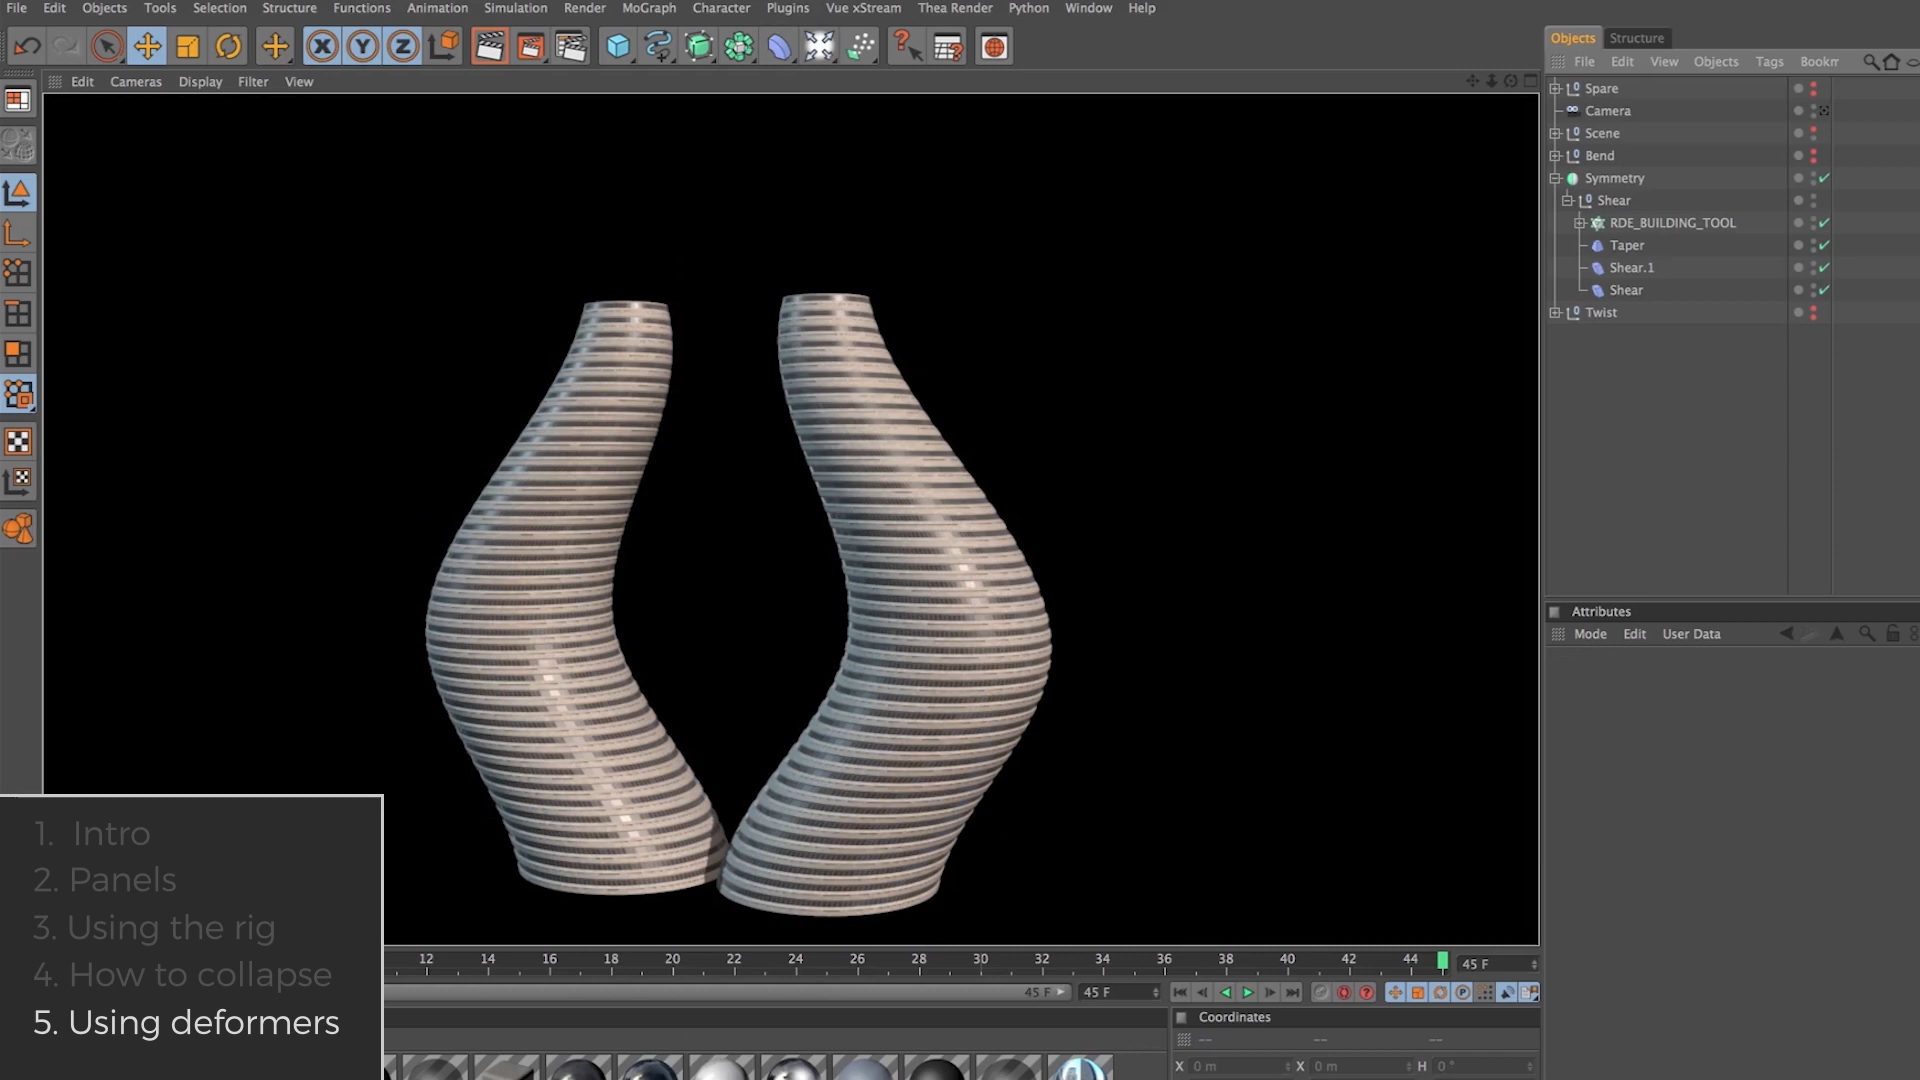 File Edit Objects Tools Selection Structure Functions Animation Simulation Render MoGraph Character Plugins Vue xStream Thea Render Python Window Help
X Y Z
Edit Cameras Display Filter View
Objects Structure
File Edit View Objects Tags Bookm
Spare
Camera
Scene
Bend
Symmetry
Shear
RDE_BUILDING_TOOL
Taper
Shear.1
Shear
Twist
Attributes
Mode Edit User Data
1. Intro
2. Panels
3. Using the rig
4. How to collapse
5. Using deformers
12 14 16 18 20 22 24 26 28 30 32 34 36 38 40 42 44 45 F
45 F 45 F
Coordinates
-- -- --
X 0 m X 0 m H 0 °